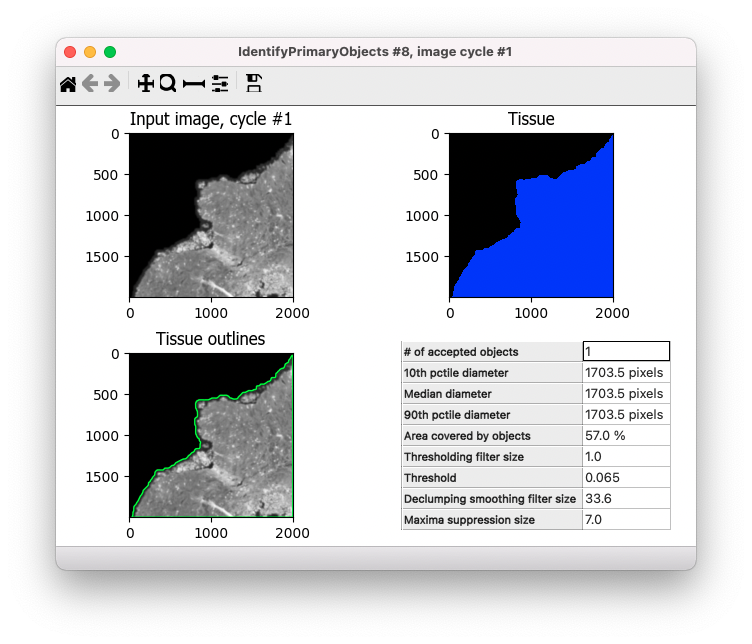 IdentifyPrimaryObjects #8, image cycle #1
Input image, cycle #1
0
500
1000
1500
0 1000 2000
Tissue
0
500
1000
1500
0 1000 2000
Tissue outlines
0
500
1000
1500
0 1000 2000
# of accepted objects 1
10th pctile diameter 1703.5 pixels
Median diameter 1703.5 pixels
90th pctile diameter 1703.5 pixels
Area covered by objects 57.0 %
Thresholding filter size 1.0
Threshold 0.065
Declumping smoothing filter size 33.6
Maxima suppression size 7.0